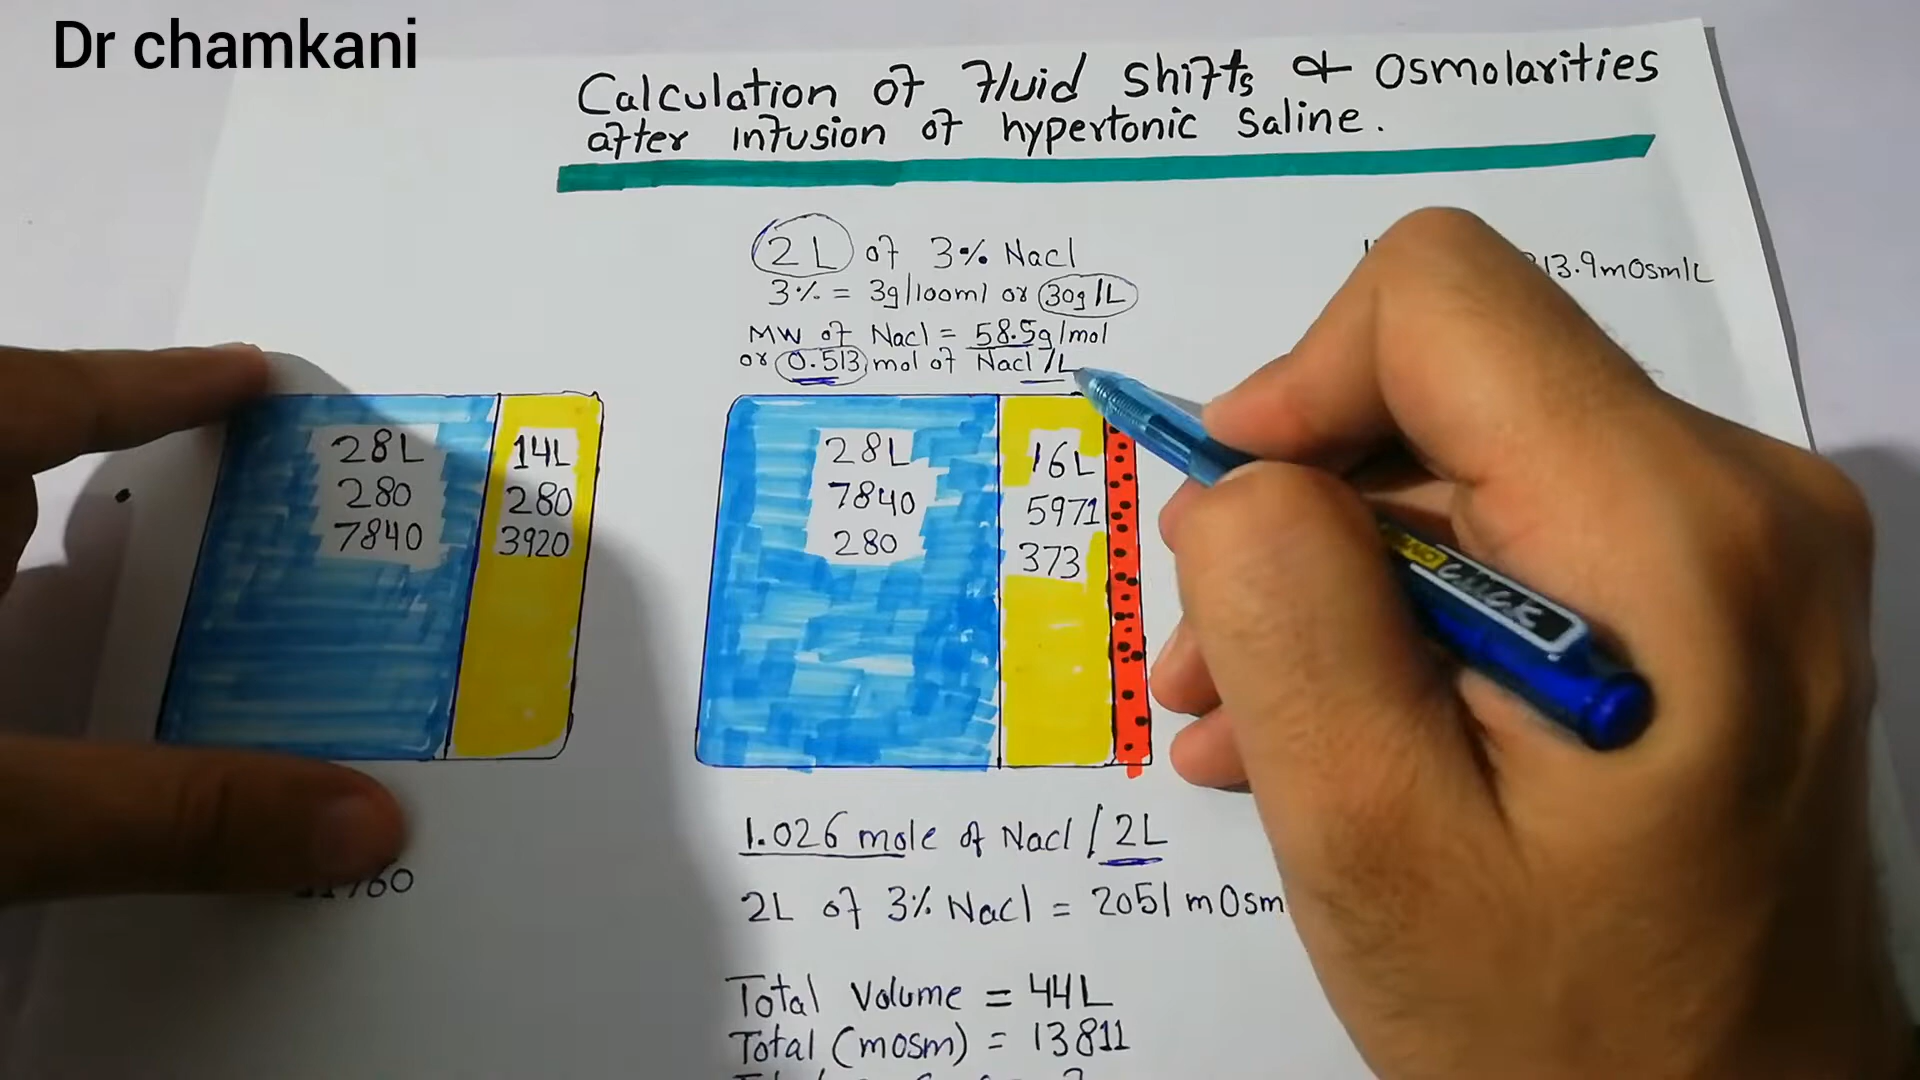 Dr chamkani
Calculation of Fluid Shifts & Osmolarities
after infusion of hypertonic Saline.
2L of 3% Nacl
3% = 3g/100ml or 30g/L
MW of Nacl = 58.5g/mol
or 0.513 mol of Nacl/L
13.9mOsm/L
28L
280
7840
14L
280
3920
28L
7840
280
16L
5971
373
1.026 mole of Nacl/2L
2L of 3% Nacl = 2051 mOsm
Total Volume = 44L
Total (mosm) = 13811